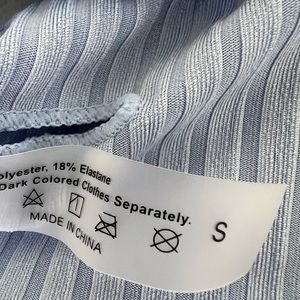 olyester, 18% Elastane
Dark Colored Clothes Separately.
MADE IN CHINA
S